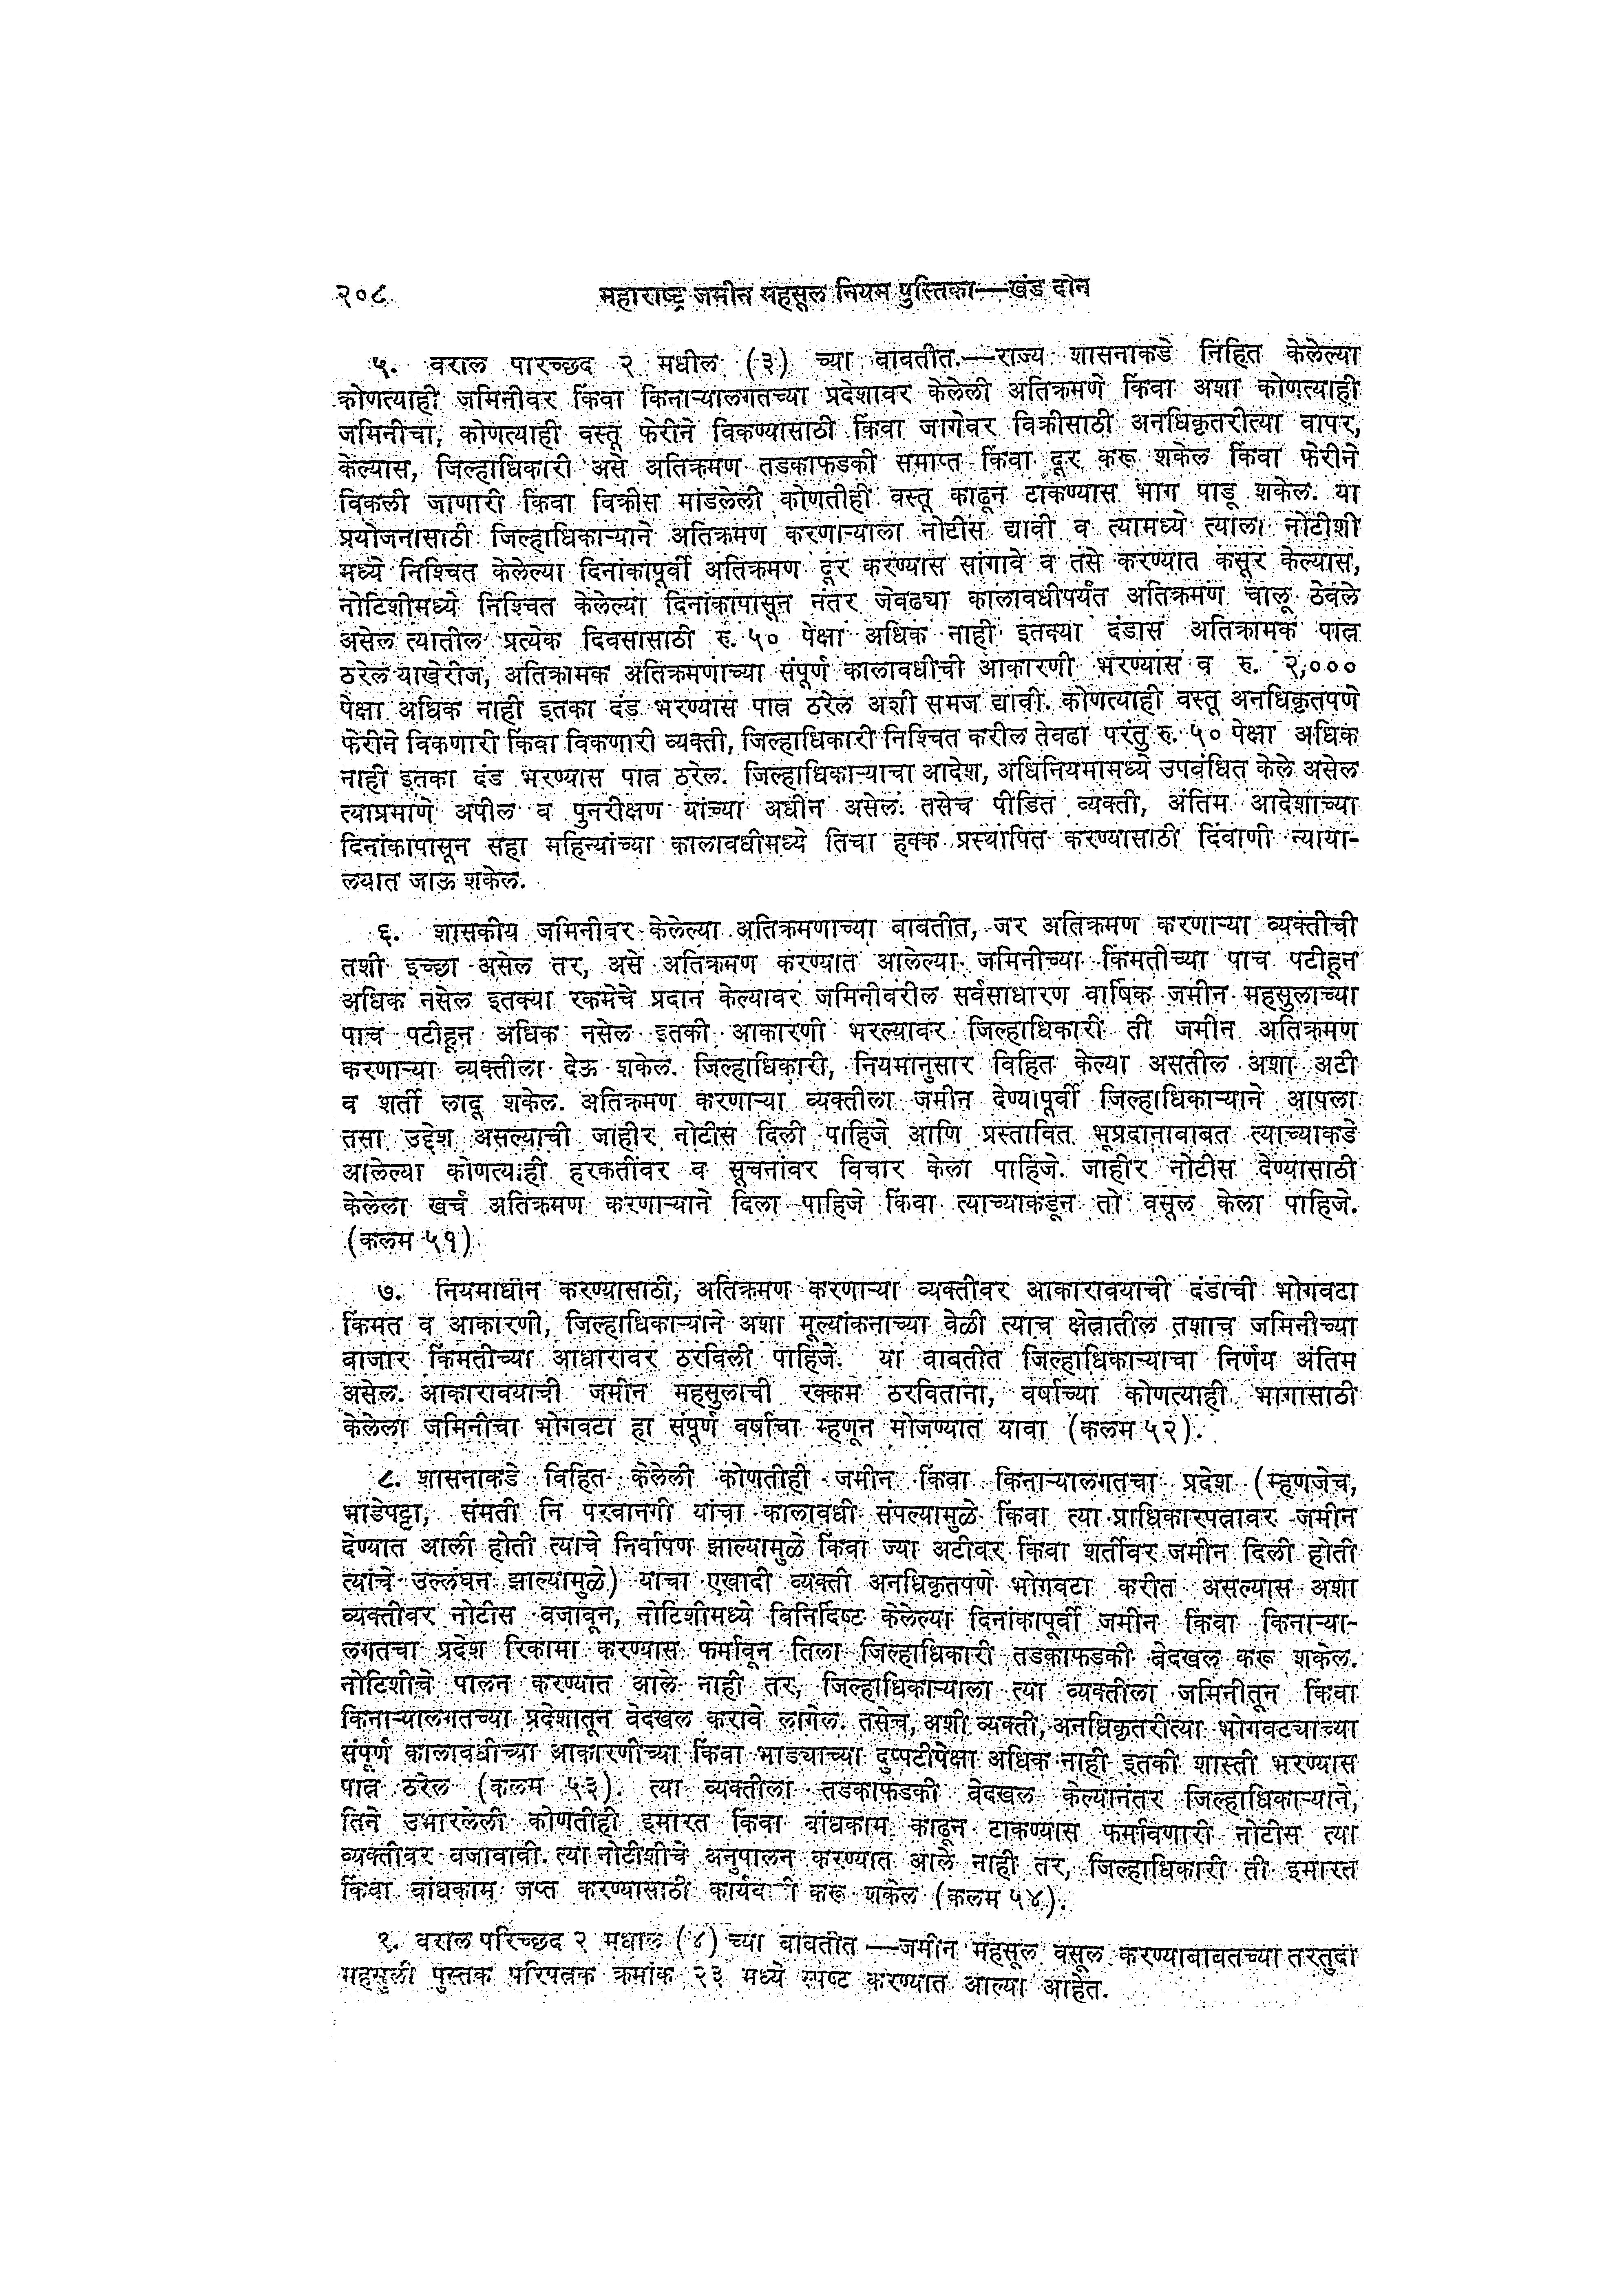 २०८ महाराष्ट्र जमीन महसूल नियम पुस्तिका—खंड दोन
५. वराल पारच्छद २ मधील (३) च्या बाबतीत.—राज्य शासनाकडे निहित केलेल्या
कोणत्याही जमिनीवर किंवा किनाऱ्यालगतच्या प्रदेशावर केलेली अतिक्रमणे किंवा अशा कोणत्याही
जमिनीचा, कोणत्याही वस्तू फेरीने विकण्यासाठी किंवा जागेवर विक्रीसाठी अनधिकृतरीत्या वापर,
केल्यास, जिल्हाधिकारी असे अतिक्रमण तडकाफडकी समाप्त किंवा दूर करू शकेल किंवा फेरीने
विकली जाणारी किंवा विक्रीस मांडलेली कोणतीही वस्तू काढून टाकण्यास भाग पाडू शकेल. या
प्रयोजनासाठी जिल्हाधिकाऱ्याने अतिक्रमण करणाऱ्याला नोटीस द्यावी व त्यामध्ये त्याला नोटीशी
मध्ये निश्चित केलेल्या दिनांकापूर्वी अतिक्रमण दूर करण्यास सांगावे व तसे करण्यात कसूर केल्यास,
नोटिशीमध्ये निश्चित केलेल्या दिनांकापासून नंतर जेवढ्या कालावधीपर्यंत अतिक्रमण चालू ठेवले
असेल त्यातील प्रत्येक दिवसासाठी रु. ५० पेक्षा अधिक नाही इतक्या दंडास अतिक्रामक पात्र
ठरेल याखेरीज, अतिक्रामक अतिक्रमणाच्या संपूर्ण कालावधीची आकारणी भरण्यास व रु. २,०००
पेक्षा अधिक नाही इतका दंड भरण्यास पात्र ठरेल अशी समज द्यावी. कोणत्याही वस्तू अनधिकृतपणे
फेरीने विकणारी किंवा विकणारी व्यक्ती, जिल्हाधिकारी निश्चित करील तेवढा परंतु रु. ५० पेक्षा अधिक
नाही इतका दंड भरण्यास पात्र ठरेल. जिल्हाधिकाऱ्याचा आदेश, अधिनियमामध्ये उपबंधित केले असेल
त्याप्रमाणे अपील व पुनरीक्षण यांच्या अधीन असेल. तसेच पीडित व्यक्ती, अंतिम आदेशाच्या
दिनांकापासून सहा महिन्यांच्या कालावधीमध्ये तिचा हक्क प्रस्थापित करण्यासाठी दिवाणी न्याया-
लयात जाऊ शकेल.
६. शासकीय जमिनीवर केलेल्या अतिक्रमणाच्या बाबतीत, जर अतिक्रमण करणाऱ्या व्यक्तीची
तशी इच्छा असेल तर, असे अतिक्रमण करण्यात आलेल्या जमिनीच्या किंमतीच्या पाच पटीहून
अधिक नसेल इतक्या रकमेचे प्रदान केल्यावर जमिनीवरील सर्वसाधारण वार्षिक जमीन महसुलाच्या
पाच पटीहून अधिक नसेल इतकी आकारणी भरल्यावर जिल्हाधिकारी ती जमीन अतिक्रमण
करणाऱ्या व्यक्तीला देऊ शकेल. जिल्हाधिकारी, नियमानुसार विहित केल्या असतील अशा अटी
व शर्ती लादू शकेल. अतिक्रमण करणाऱ्या व्यक्तीला जमीन देण्यापूर्वी जिल्हाधिकाऱ्याने आपला
तसा उद्देश असल्याची जाहीर नोटीस दिली पाहिजे आणि प्रस्तावित भूप्रदानाबाबत त्याच्याकडे
आलेल्या कोणत्याही हरकतींवर व सूचनांवर विचार केला पाहिजे. जाहीर नोटीस देण्यासाठी
केलेला खर्च अतिक्रमण करणाऱ्याने दिला पाहिजे किंवा त्याच्याकडून तो वसूल केला पाहिजे.
(कलम ५१)
७. नियमाधीन करण्यासाठी, अतिक्रमण करणाऱ्या व्यक्तीवर आकारावयाची दंडाची भोगवटा
किंमत व आकारणी, जिल्हाधिकाऱ्याने अशा मूल्यांकनाच्या वेळी त्याच क्षेत्रातील तशाच जमिनीच्या
बाजार किंमतीच्या आधारावर ठरविली पाहिजे. या बाबतीत जिल्हाधिकाऱ्याचा निर्णय अंतिम
असेल. आकारावयाची जमीन महसुलाची रक्कम ठरविताना, वर्षाच्या कोणत्याही भागासाठी
केलेला जमिनीचा भोगवटा हा संपूर्ण वर्षाचा म्हणून मोजण्यात यावा (कलम ५२).
८. शासनाकडे विहित केलेली कोणतीही जमीन किंवा किनाऱ्यालगतचा प्रदेश (म्हणजेच,
भाडेपट्टा, संमती नि परवानगी यांचा कालावधी संपल्यामुळे किंवा त्या प्राधिकारपत्रावर जमीन
देण्यात आली होती त्याचे निर्वापण झाल्यामुळे किंवा ज्या अटीवर किंवा शर्तीवर जमीन दिली होती
त्यांचे उल्लंघन झाल्यामुळे) याचा एखादी व्यक्ती अनधिकृतपणे भोगवटा करीत असल्यास अशा
व्यक्तीवर नोटीस बजावून, नोटिशीमध्ये विनिर्दिष्ट केलेल्या दिनांकापूर्वी जमीन किंवा किनाऱ्या-
लगतचा प्रदेश रिकामा करण्यास फर्मावून तिला जिल्हाधिकारी तडकाफडकी बेदखल करू शकेल.
नोटिशीचे पालन करण्यात आले नाही तर, जिल्हाधिकाऱ्याला त्या व्यक्तीला जमिनीतून किंवा
किनाऱ्यालगतच्या प्रदेशातून बेदखल करावे लागेल. तसेच, अशी व्यक्ती, अनधिकृतरीत्या भोगवट्याच्या
संपूर्ण कालावधीच्या आकारणीच्या किंवा भाड्याच्या दुप्पटीपेक्षा अधिक नाही इतकी शास्ती भरण्यास
पात्र ठरेल (कलम ५३). त्या व्यक्तीला तडकाफडकी बेदखल केल्यानंतर जिल्हाधिकाऱ्याने,
तिने उभारलेली कोणतीही इमारत किंवा बांधकाम काढून टाकण्यास फर्मावणारी नोटीस त्या
व्यक्तीवर बजावावी. त्या नोटीशीचे अनुपालन करण्यात आले नाही तर, जिल्हाधिकारी ती इमारत
किंवा बांधकाम जप्त करण्यासाठी कार्यवाही करू शकेल (कलम ५४).
९. वराल परिच्छद २ मधाल (४) च्या बाबतीत —जमीन महसूल वसूल करण्याबाबतच्या तरतुदी
महसुली पुस्तक परिपत्रक क्रमांक २३ मध्ये स्पष्ट करण्यात आल्या आहेत.